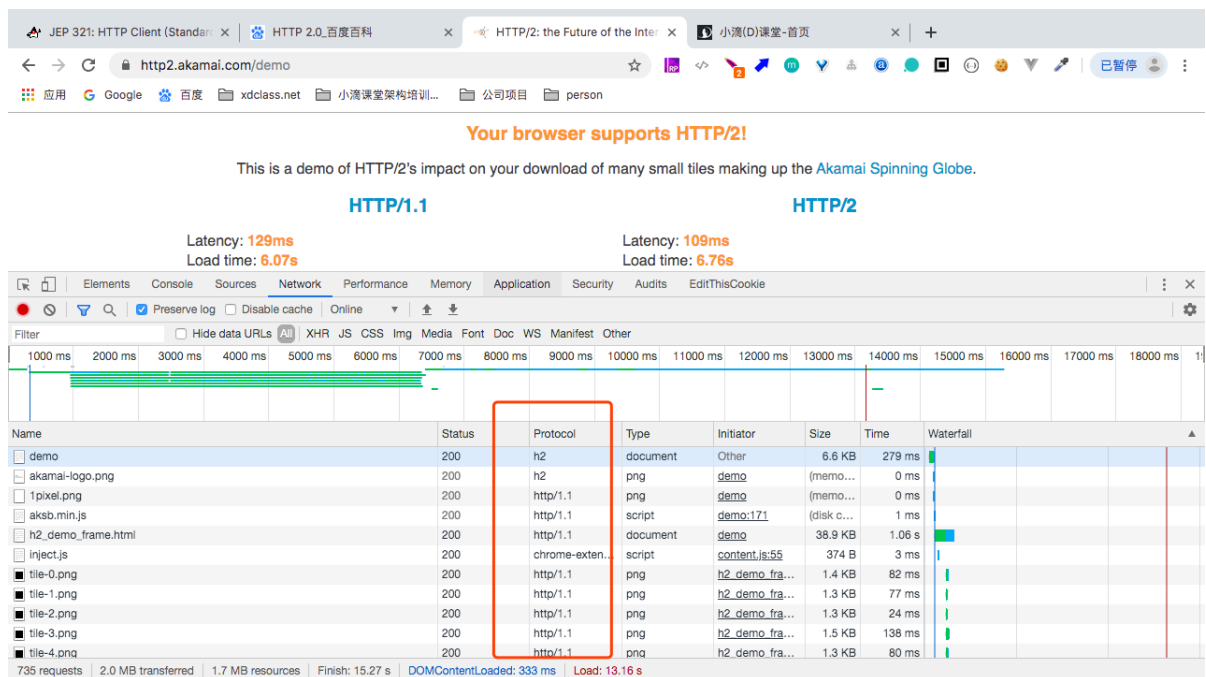 JEP 321: HTTP Client (Standard HTTP 2.0_百度百科 HTTP/2: the Future of the Inter 小滴(D)课堂-首页
http2.akamai.com/demo RP 2 m 已暂停
应用 Google 百度 xdclass.net 小滴课堂架构培训... 公司项目 person
Your browser supports HTTP/2!
This is a demo of HTTP/2's impact on your download of many small tiles making up the Akamai Spinning Globe.
HTTP/1.1 HTTP/2
Latency: 129ms Latency: 109ms
Load time: 6.07s Load time: 6.76s
Elements Console Sources Network Performance Memory Application Security Audits EditThisCookie
Preserve log Disable cache Online
Filter Hide data URLs All XHR JS CSS Img Media Font Doc WS Manifest Other
1000 ms 2000 ms 3000 ms 4000 ms 5000 ms 6000 ms 7000 ms 8000 ms 9000 ms 10000 ms 11000 ms 12000 ms 13000 ms 14000 ms 15000 ms 16000 ms 17000 ms 18000 ms
Name Status Protocol Type Initiator Size Time Waterfall
demo 200 h2 document Other 6.6 KB 279 ms
akamai-logo.png 200 h2 png demo (memo... 0 ms
1pixel.png 200 http/1.1 png demo (memo... 0 ms
aksb.min.js 200 http/1.1 script demo:171 (disk c... 1 ms
h2_demo_frame.html 200 http/1.1 document demo 38.9 KB 1.06 s
inject.js 200 chrome-exten... script content.js:55 374 B 3 ms
tile-0.png 200 http/1.1 png h2_demo_fra... 1.4 KB 82 ms
tile-1.png 200 http/1.1 png h2_demo_fra... 1.3 KB 77 ms
tile-2.png 200 http/1.1 png h2_demo_fra... 1.3 KB 24 ms
tile-3.png 200 http/1.1 png h2_demo_fra... 1.5 KB 138 ms
tile-4.png 200 http/1.1 png h2_demo_fra... 1.3 KB 80 ms
735 requests 2.0 MB transferred 1.7 MB resources Finish: 15.27 s DOMContentLoaded: 333 ms Load: 13.16 s